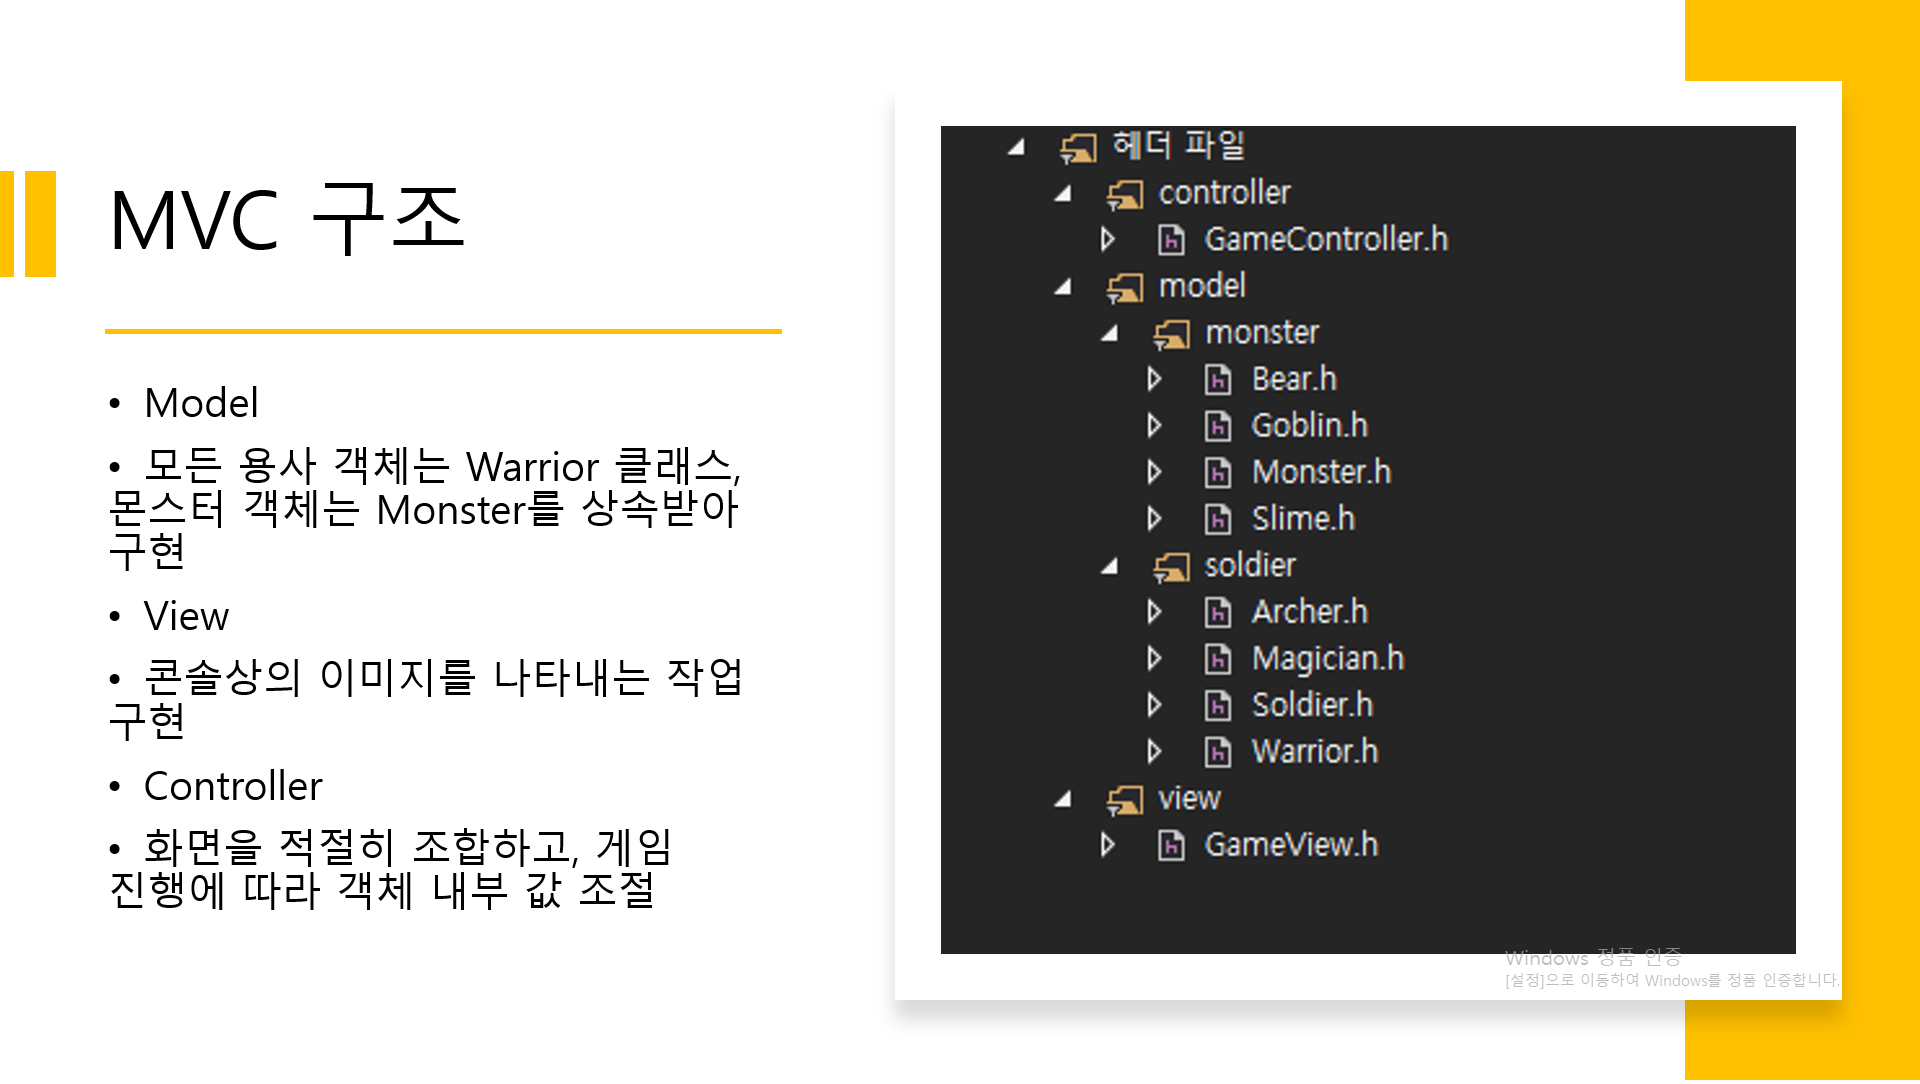 MVC 구조
• Model
• 모든 용사 객체는 Warrior 클래스,
몬스터 객체는 Monster를 상속받아
구현
• View
• 콘솔상의 이미지를 나타내는 작업
구현
• Controller
• 화면을 적절히 조합하고, 게임
진행에 따라 객체 내부 값 조절
헤더 파일
controller
GameController.h
model
monster
Bear.h
Goblin.h
Monster.h
Slime.h
soldier
Archer.h
Magician.h
Soldier.h
Warrior.h
view
GameView.h
Windows 정품 인증
[설정]으로 이동하여 Windows를 정품 인증합니다.